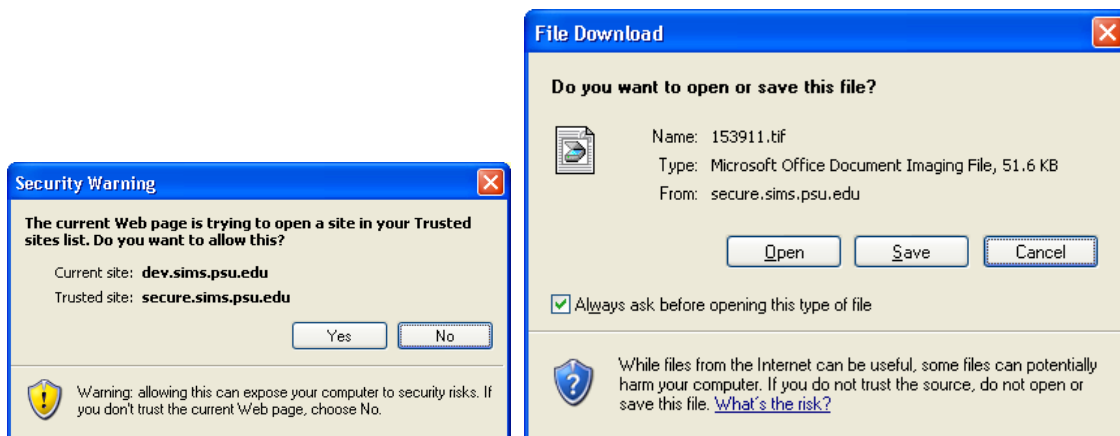 Security Warning
The current Web page is trying to open a site in your Trusted
sites list. Do you want to allow this?
Current site: dev.sims.psu.edu
Trusted site: secure.sims.psu.edu
Yes No
Warning: allowing this can expose your computer to security risks. If
you don't trust the current Web page, choose No.
File Download
Do you want to open or save this file?
Name: 153911.tif
Type: Microsoft Office Document Imaging File, 51.6 KB
From: secure.sims.psu.edu
Open Save Cancel
Always ask before opening this type of file
While files from the Internet can be useful, some files can potentially
harm your computer. If you do not trust the source, do not open or
save this file. What's the risk?